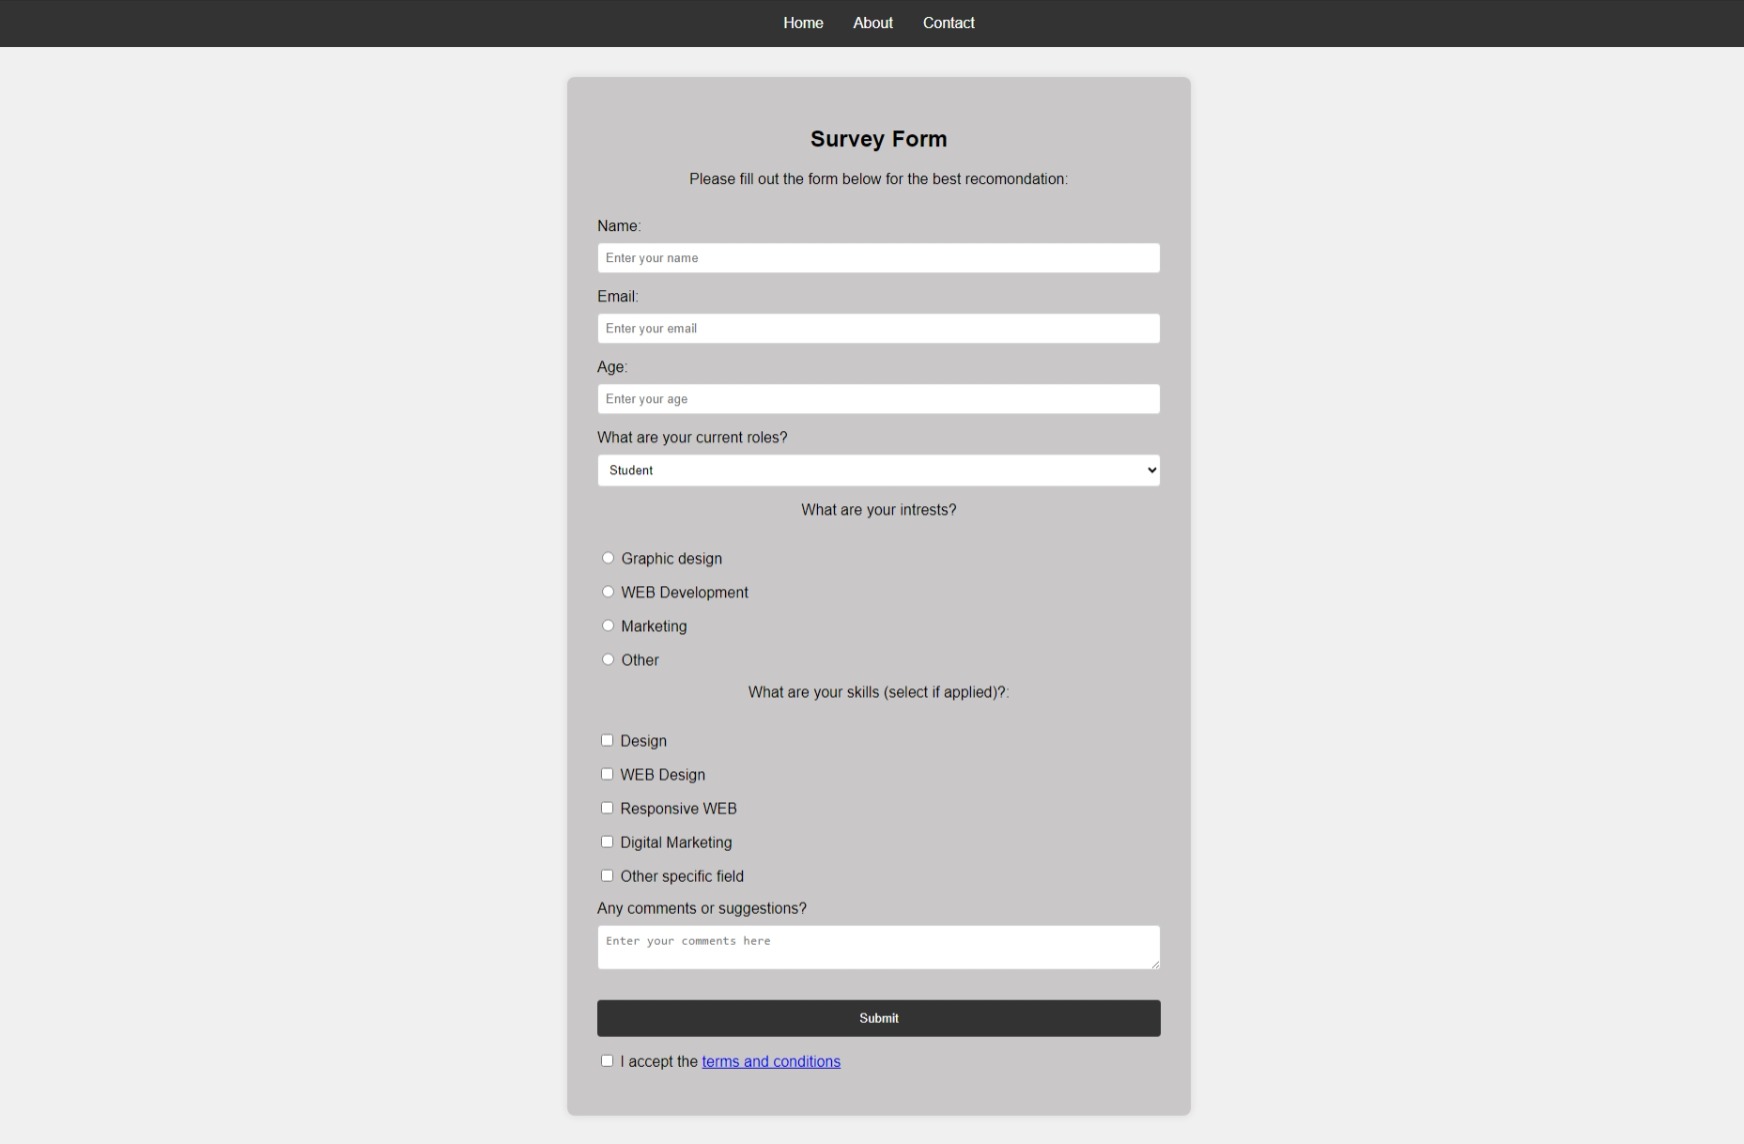 Home About Contact
Survey Form
Please fill out the form below for the best recomondation:
Name:
Enter your name
Email:
Enter your email
Age:
Enter your age
What are your current roles?
Student
What are your intrests?
Graphic design
WEB Development
Marketing
Other
What are your skills (select if applied)?:
Design
WEB Design
Responsive WEB
Digital Marketing
Other specific field
Any comments or suggestions?
Enter your comments here
Submit
I accept the terms and conditions